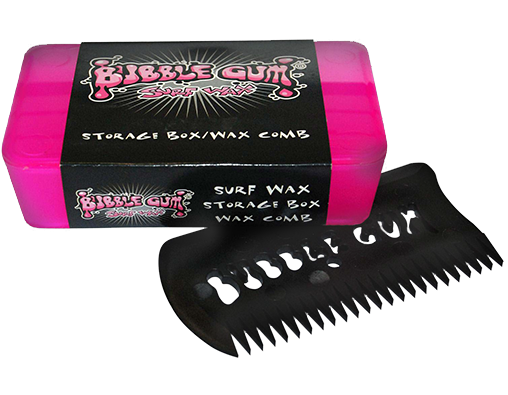 BUBBLE GUM
SURF WAX
STORAGE BOX/WAX COMB
BUBBLE GUM
SURF WAX
SURF WAX
STORAGE BOX
WAX COMB
BUBBLE GUM